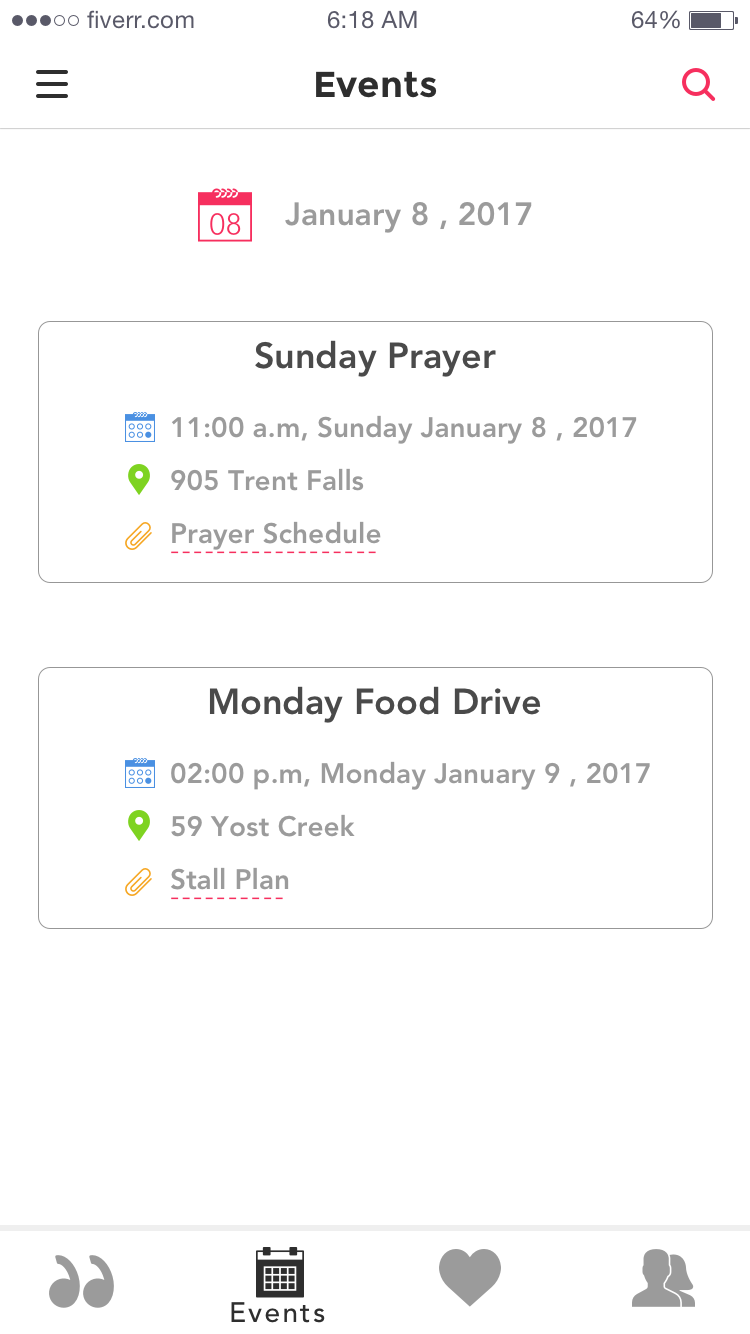 fiverr.com 6:18 AM 64%
Events
08 January 8 , 2017
Sunday Prayer
11:00 a.m, Sunday January 8 , 2017
905 Trent Falls
Prayer Schedule
Monday Food Drive
02:00 p.m, Monday January 9 , 2017
59 Yost Creek
Stall Plan
Events